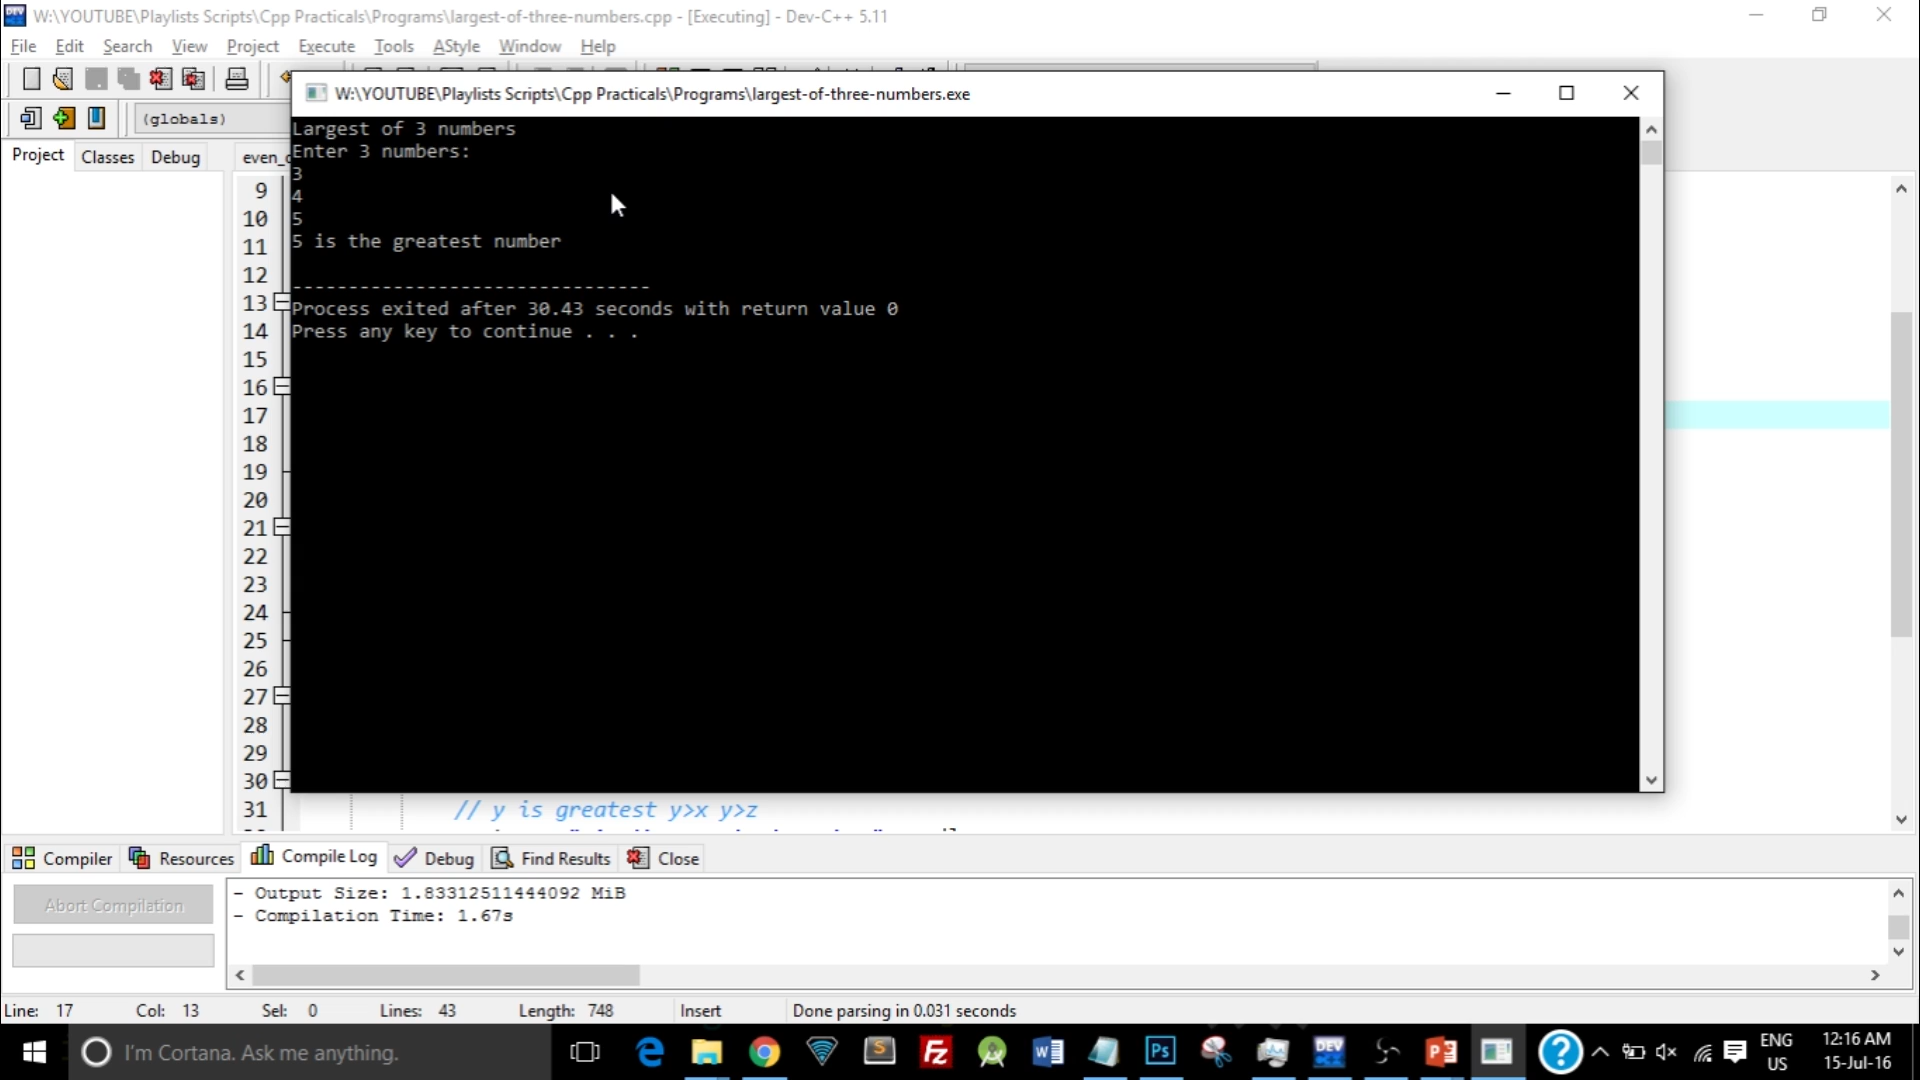 W:\YOUTUBE\Playlists Scripts\Cpp Practicals\Programs\largest-of-three-numbers.cpp - [Executing] - Dev-C++ 5.11
File Edit Search View Project Execute Tools AStyle Window Help
W:\YOUTUBE\Playlists Scripts\Cpp Practicals\Programs\largest-of-three-numbers.exe
(globals)
Project Classes Debug
Largest of 3 numbers
Enter 3 numbers:
3
4
5
5 is the greatest number
--------------------------------
Process exited after 30.43 seconds with return value 0
Press any key to continue . . .
9
10
11
12
13
14
15
16
17
18
19
20
21
22
23
24
25
26
27
28
29
30
31 // y is greatest y>x y>z
Compiler Resources Compile Log Debug Find Results Close
Abort Compilation
- Output Size: 1.83312511444092 MiB
- Compilation Time: 1.67s
Line: 17 Col: 13 Sel: 0 Lines: 43 Length: 748 Insert Done parsing in 0.031 seconds
I'm Cortana. Ask me anything.
ENG
US
12:16 AM
15-Jul-16